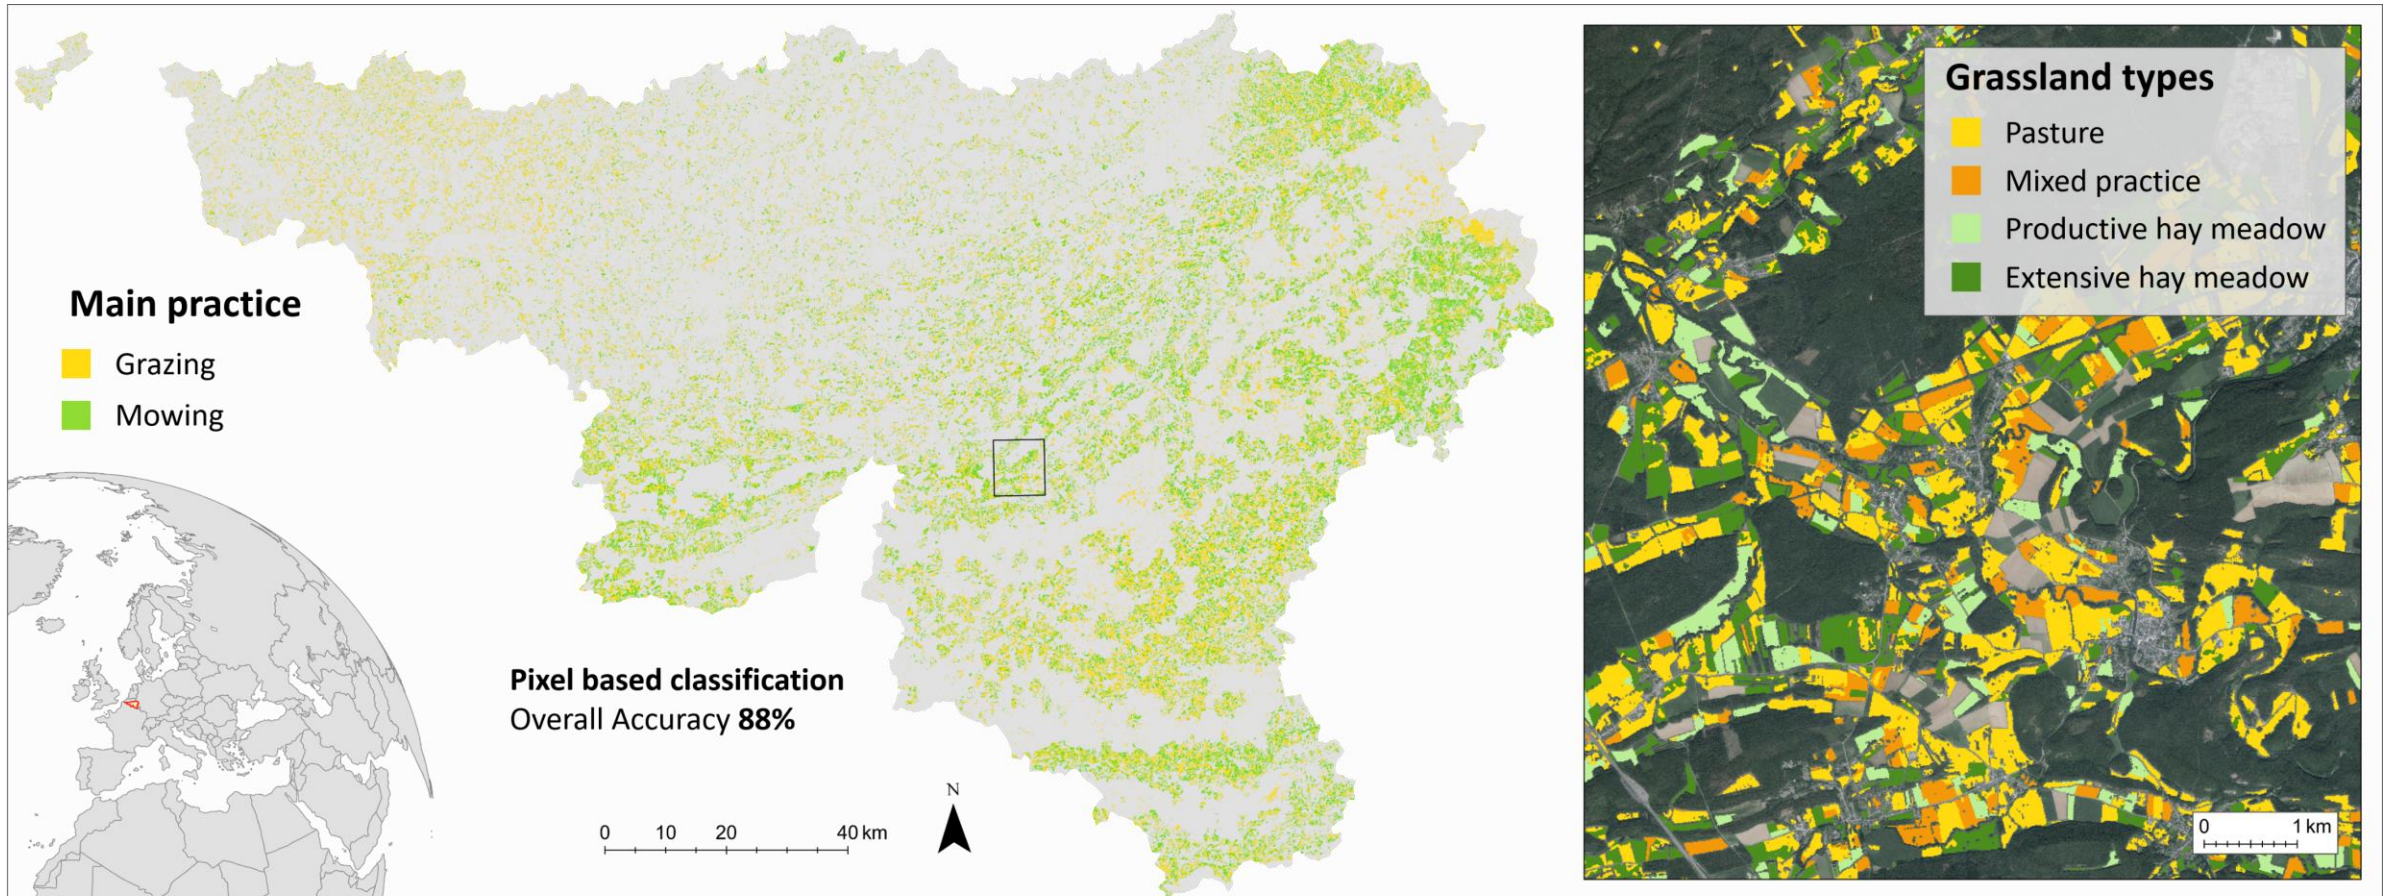 Main practice
Grazing
Mowing
Pixel based classification
Overall Accuracy 88%
0 10 20 40 km
N
Grassland types
Pasture
Mixed practice
Productive hay meadow
Extensive hay meadow
0 1 km